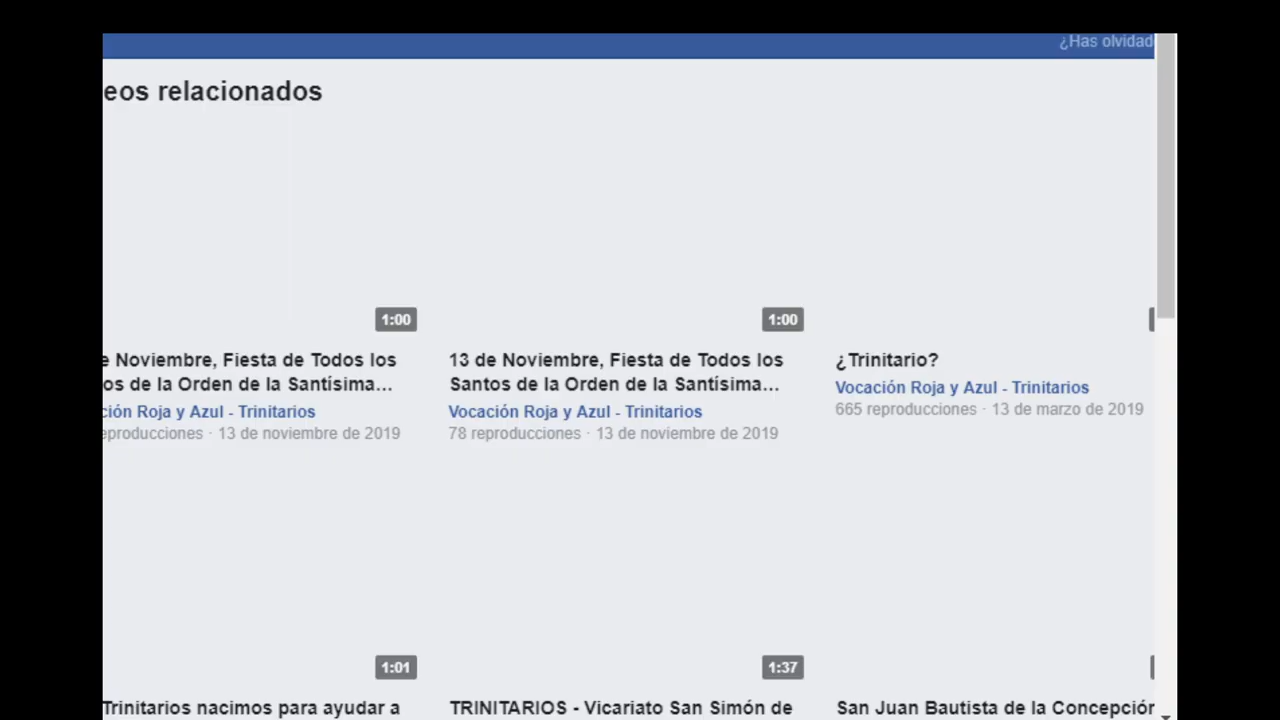 ¿Has olvidad
eos relacionados
1:00
1:00
e Noviembre, Fiesta de Todos los
os de la Orden de la Santísima...
ción Roja y Azul - Trinitarios
eproducciones · 13 de noviembre de 2019
13 de Noviembre, Fiesta de Todos los
Santos de la Orden de la Santísima...
Vocación Roja y Azul - Trinitarios
78 reproducciones · 13 de noviembre de 2019
¿Trinitario?
Vocación Roja y Azul - Trinitarios
665 reproducciones · 13 de marzo de 2019
1:01
1:37
Trinitarios nacimos para ayudar a
TRINITARIOS - Vicariato San Simón de
San Juan Bautista de la Concepción